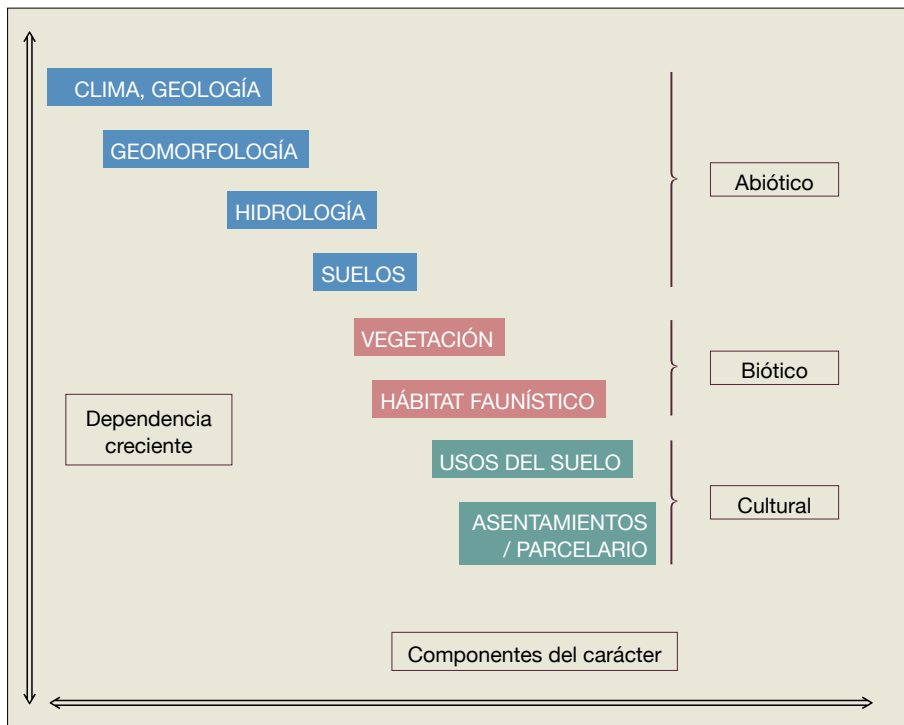 CLIMA, GEOLOGÍA
GEOMORFOLOGÍA
Abiótico
HIDROLOGÍA
SUELOS
VEGETACIÓN
Biótico
HÁBITAT FAUNÍSTICO
Dependencia
creciente
USOS DEL SUELO
Cultural
ASENTAMIENTOS
/ PARCELARIO
Componentes del carácter